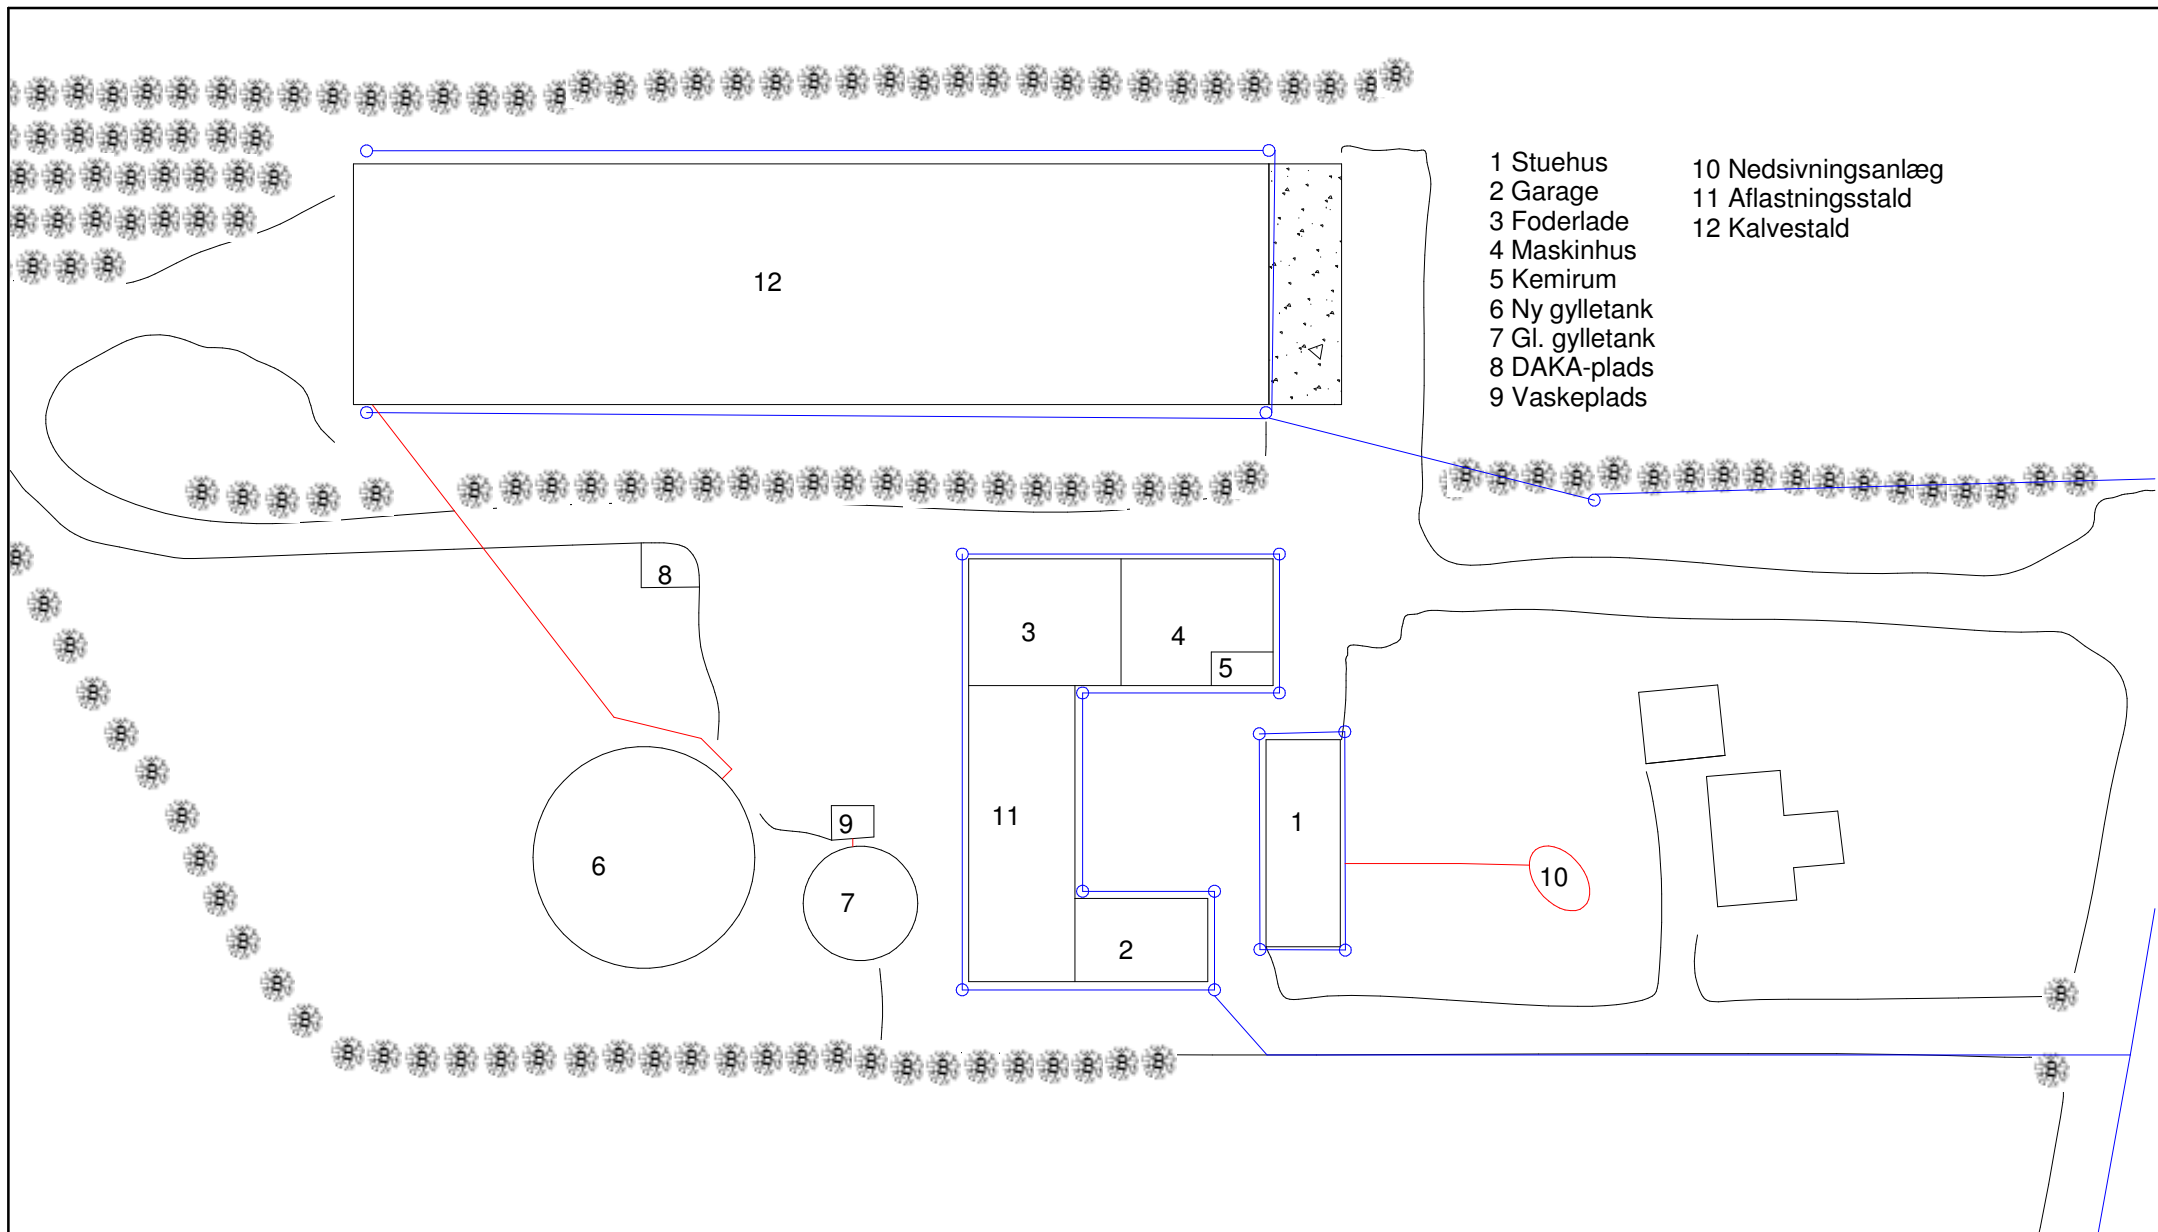 1 Stuehus
2 Garage
3 Foderlade
4 Maskinhus
5 Kemirum
6 Ny gylletank
7 Gl. gylletank
8 DAKA-plads
9 Vaskeplads
10 Nedsivningsanlæg
11 Aflastningsstald
12 Kalvestald
12
8
3
4
5
11
9
6
7
2
1
10